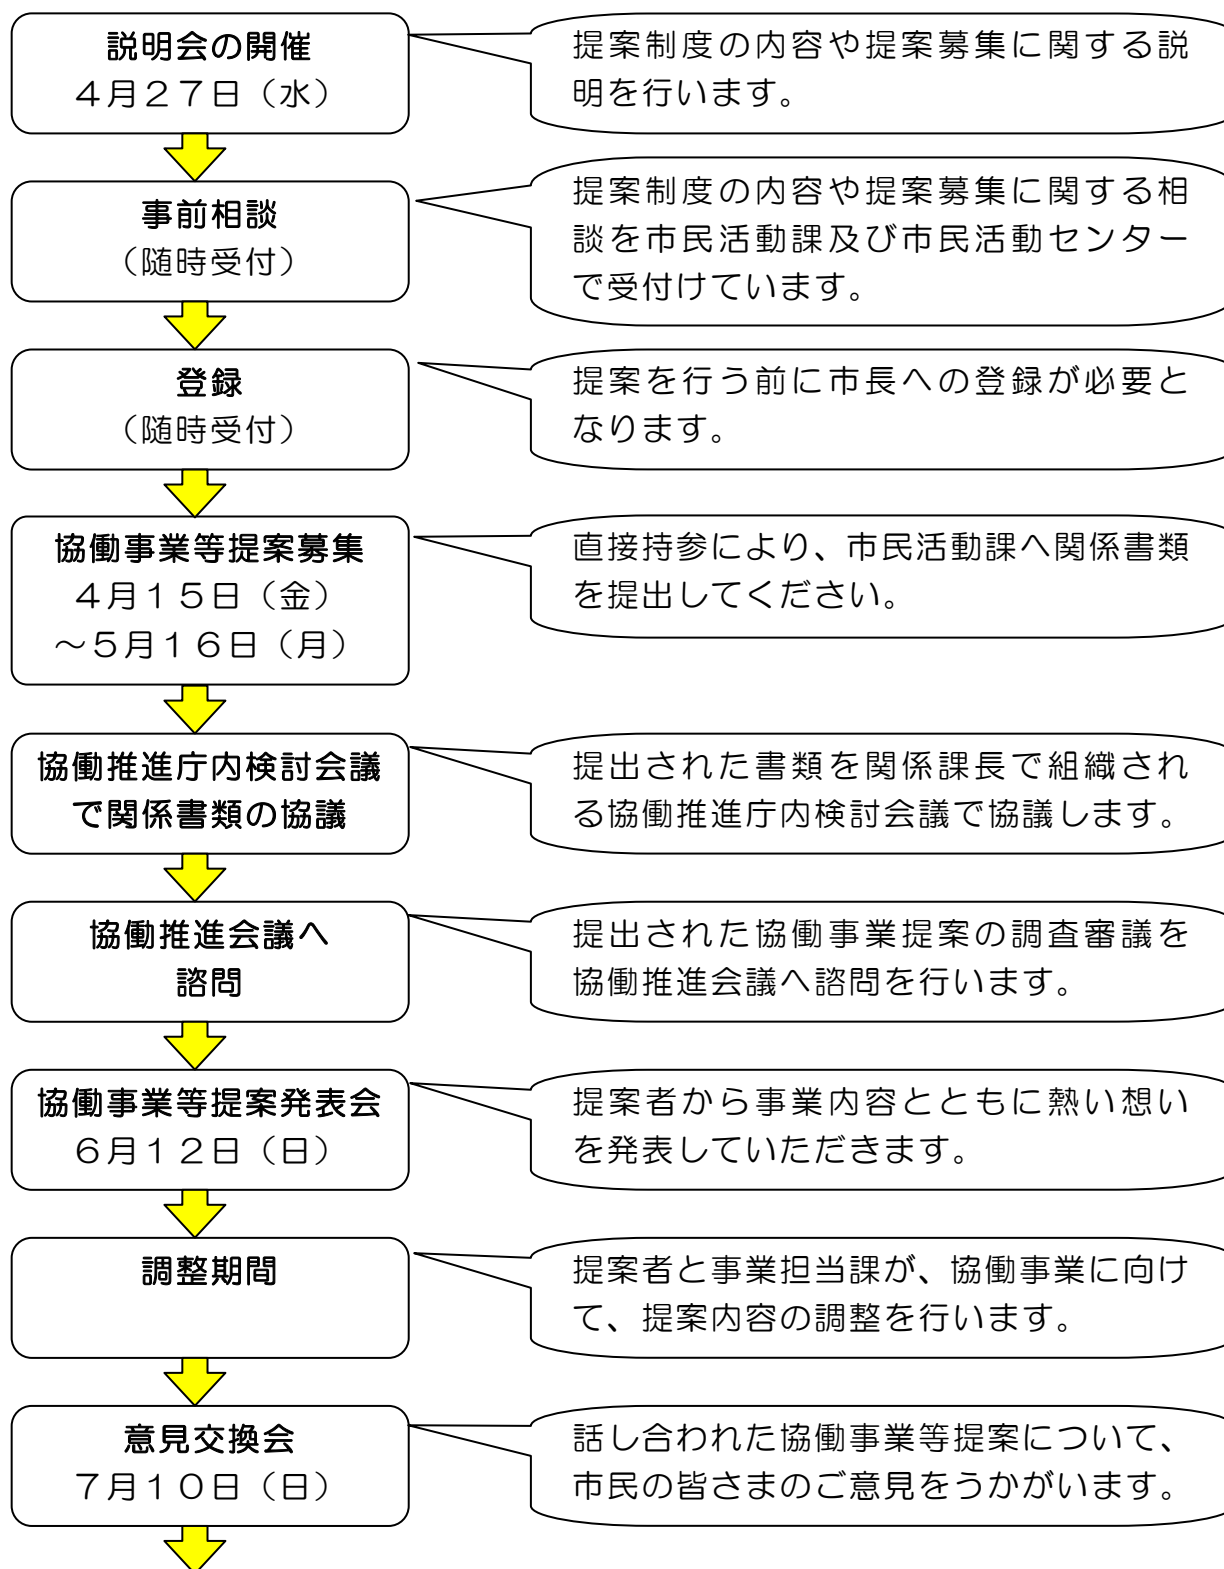 説明会の開催
４月２７日（水）
提案制度の内容や提案募集に関する説
明を行います。
事前相談
（随時受付）
提案制度の内容や提案募集に関する相
談を市民活動課及び市民活動センター
で受付けています。
登録
（随時受付）
提案を行う前に市長への登録が必要と
なります。
協働事業等提案募集
４月１５日（金）
～５月１６日（月）
直接持参により、市民活動課へ関係書類
を提出してください。
協働推進庁内検討会議
で関係書類の協議
提出された書類を関係課長で組織され
る協働推進庁内検討会議で協議します。
協働推進会議へ
諮問
提出された協働事業提案の調査審議を
協働推進会議へ諮問を行います。
協働事業等提案発表会
６月１２日（日）
提案者から事業内容とともに熱い想い
を発表していただきます。
調整期間
提案者と事業担当課が、協働事業に向け
て、提案内容の調整を行います。
意見交換会
７月１０日（日）
話し合われた協働事業等提案について、
市民の皆さまのご意見をうかがいます。